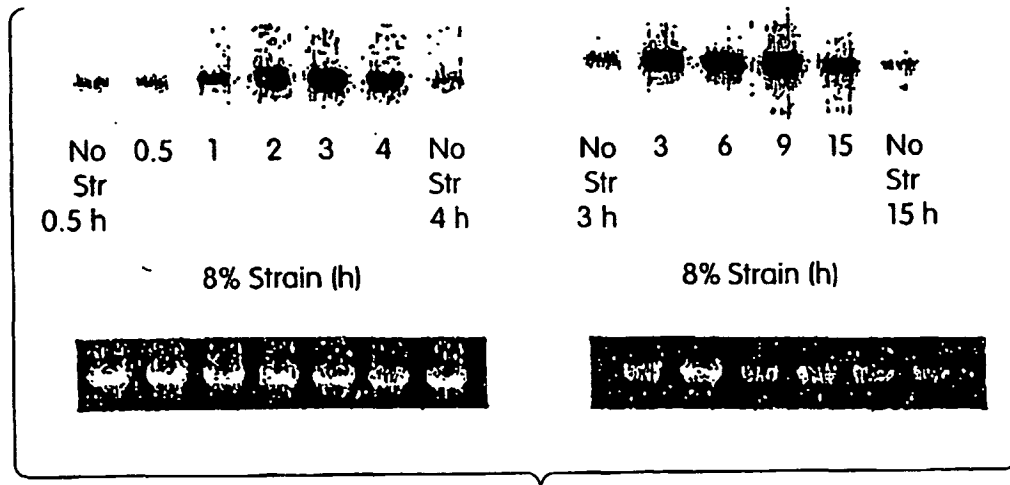 No 0.5 1 2 3 4 No
Str Str
0.5 h 4 h
8% Strain (h)
No 3 6 9 15 No
Str Str
3 h 15 h
8% Strain (h)